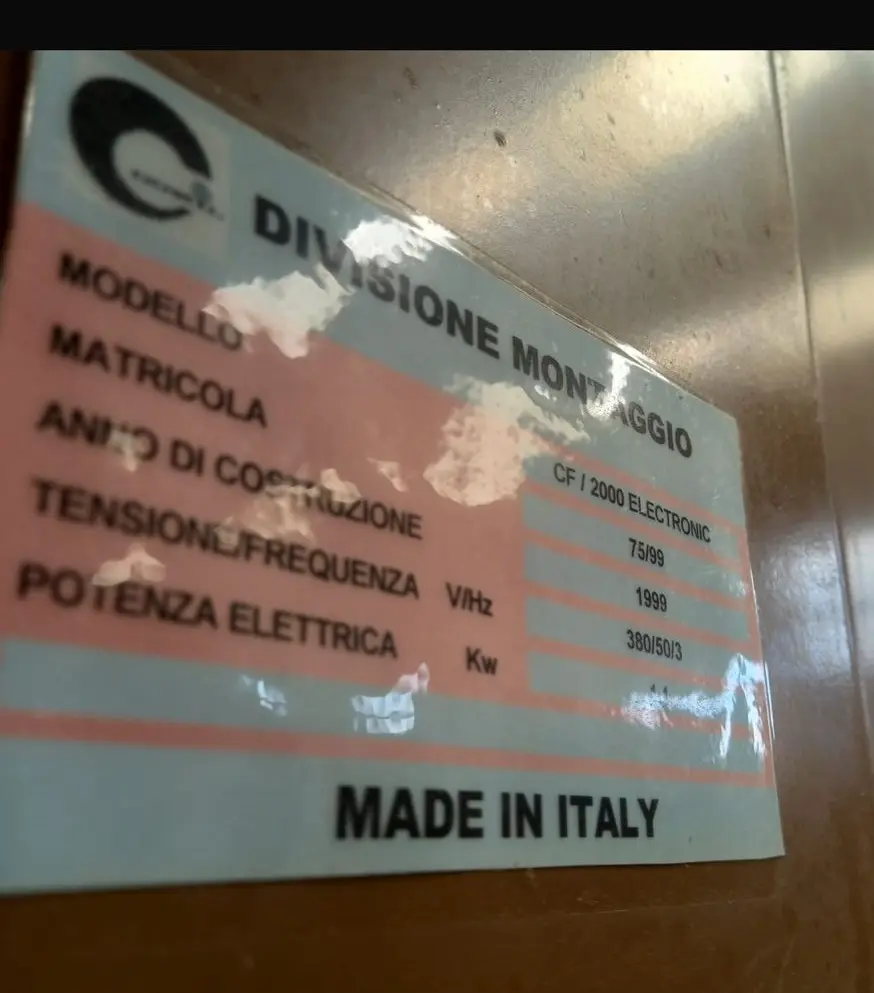 DIVISIONE MONTAGGIO
MODELLO CF / 2000 ELECTRONIC
MATRICOLA 75/99
ANNO DI COSTRUZIONE 1999
TENSIONE/FREQUENZA V/Hz 380/50/3
POTENZA ELETTRICA Kw
MADE IN ITALY